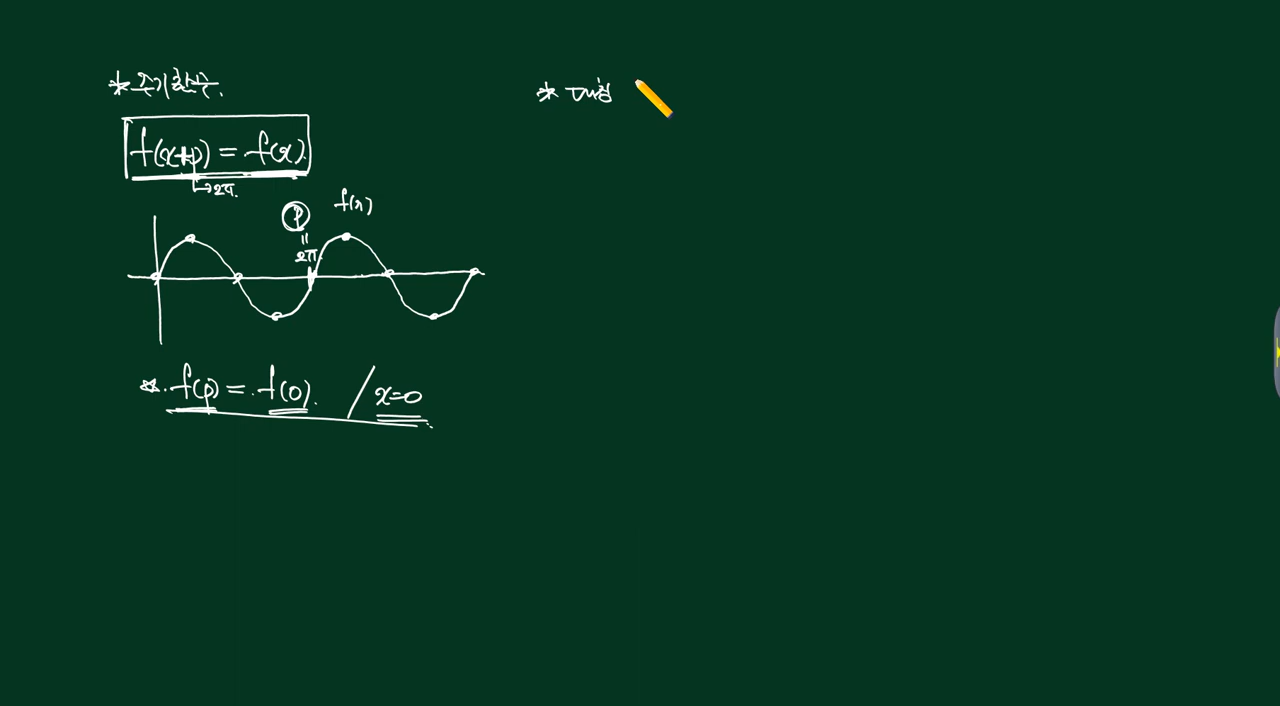 * 주기함수.
f(x+p) = f(x).
→2π.
p
f(x)
=
2π.
*. f(p) = f(0). / x=0
* 대칭